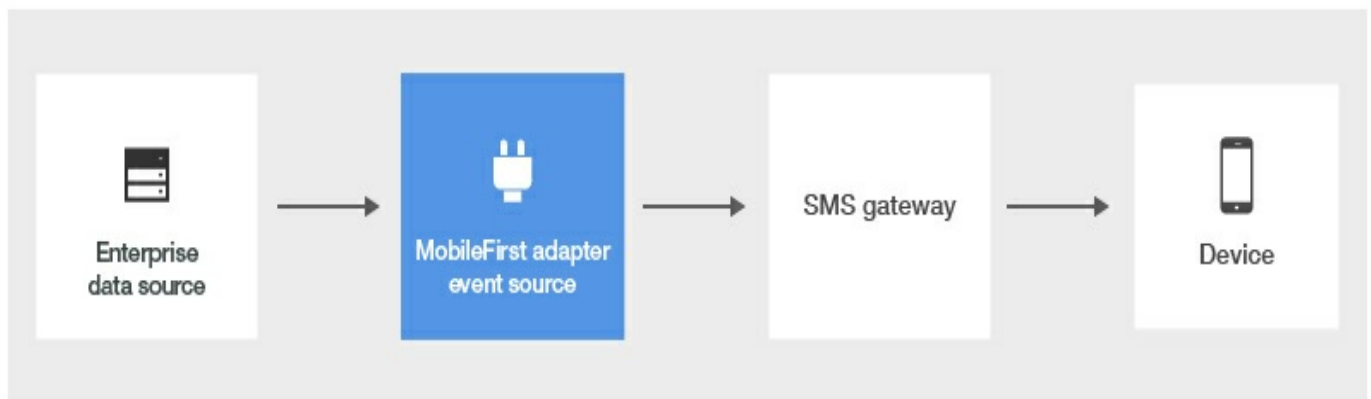 Enterprise
data source
MobileFirst adapter
event source
SMS gateway
Device